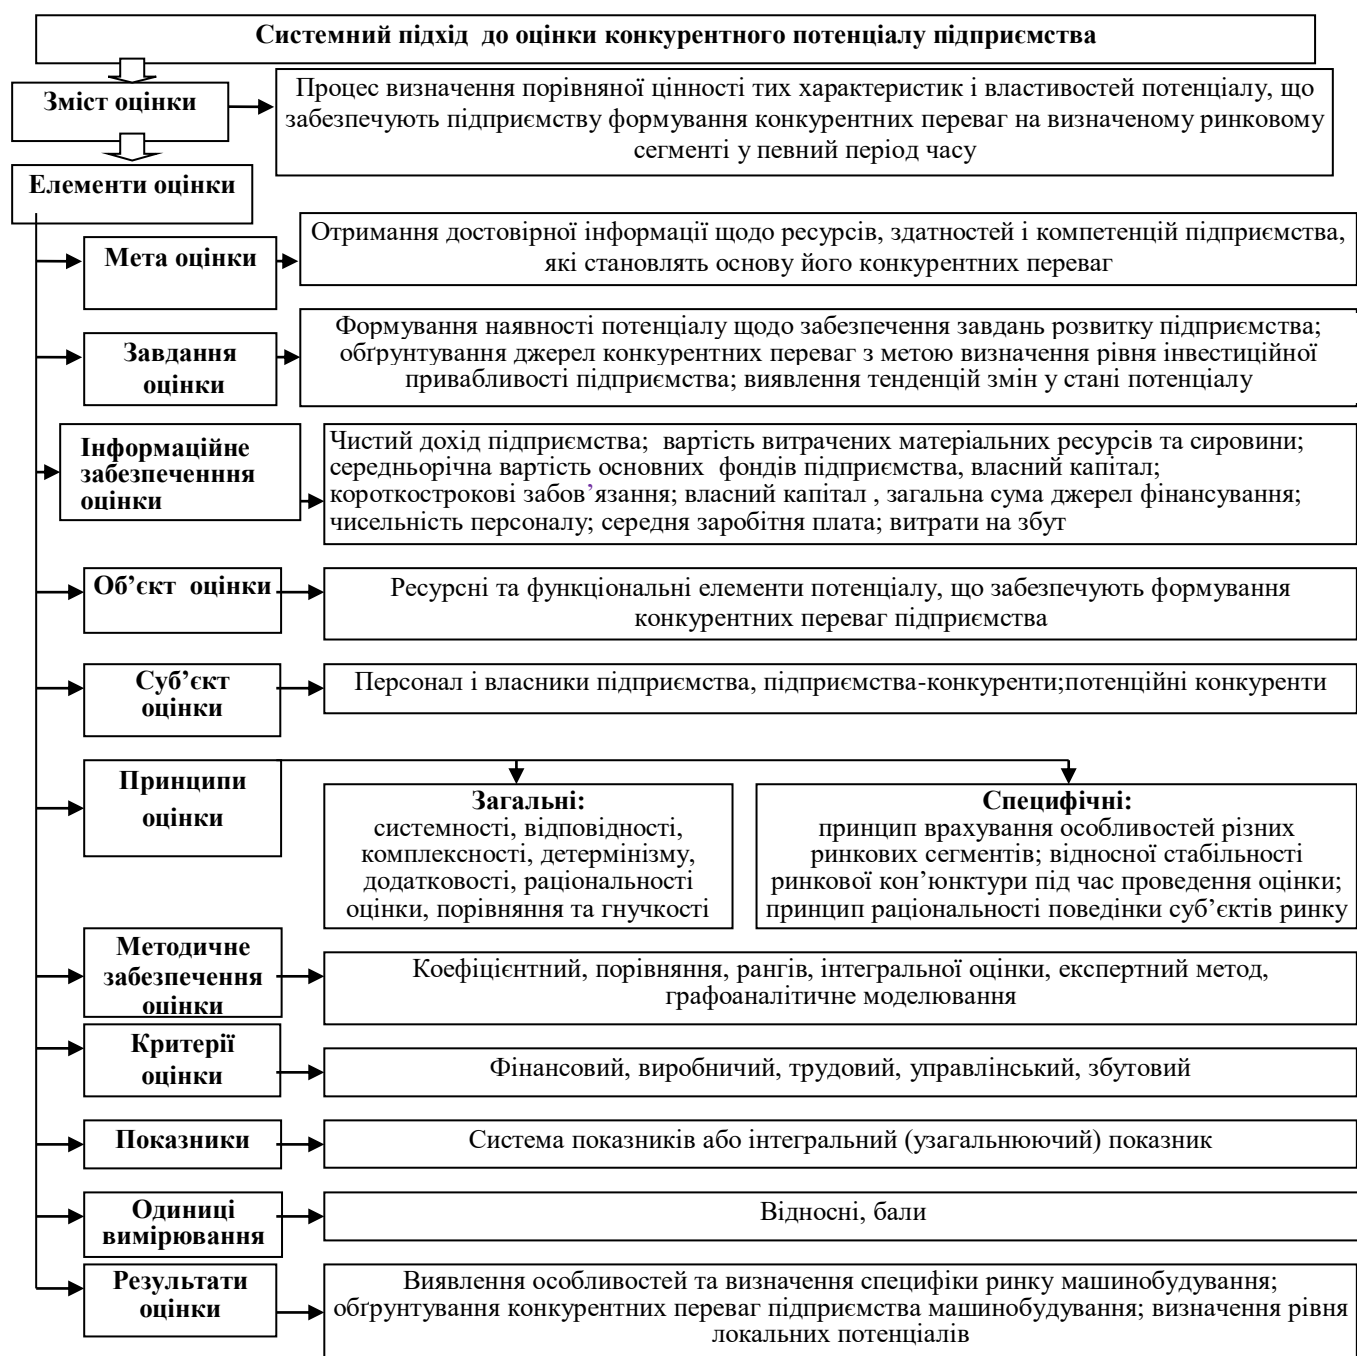 Системний підхід до оцінки конкурентного потенціалу підприємства
Зміст оцінки
Процес визначення порівняної цінності тих характеристик і властивостей потенціалу, що
забезпечують підприємству формування конкурентних переваг на визначеному ринковому
сегменті у певний період часу
Елементи оцінки
Мета оцінки
Отримання достовірної інформації щодо ресурсів, здатностей і компетенцій підприємства,
які становлять основу його конкурентних переваг
Завдання
оцінки
Формування наявності потенціалу щодо забезпечення завдань розвитку підприємства;
обґрунтування джерел конкурентних переваг з метою визначення рівня інвестиційної
привабливості підприємства; виявлення тенденцій змін у стані потенціалу
Інформаційне
забезпеченння
оцінки
Чистий дохід підприємства; вартість витрачених матеріальних ресурсів та сировини;
середньорічна вартість основних фондів підприємства, власний капітал;
короткострокові забов’язання; власний капітал , загальна сума джерел фінансування;
чисельність персоналу; середня заробітня плата; витрати на збут
Об’єкт оцінки
Ресурсні та функціональні елементи потенціалу, що забезпечують формування
конкурентних переваг підприємства
Суб’єкт
оцінки
Персонал і власники підприємства, підприємства-конкуренти;потенційні конкуренти
Принципи
оцінки
Загальні:
системності, відповідності,
комплексності, детермінізму,
додатковості, раціональності
оцінки, порівняння та гнучкості
Специфічні:
принцип врахування особливостей різних
ринкових сегментів; відносної стабільності
ринкової кон’юнктури під час проведення оцінки;
принцип раціональності поведінки суб’єктів ринку
Методичне
забезпечення
оцінки
Коефіцієнтний, порівняння, рангів, інтегральної оцінки, експертний метод,
графоаналітичне моделювання
Критерії
оцінки
Фінансовий, виробничий, трудовий, управлінський, збутовий
Показники
Система показників або інтегральний (узагальнюючий) показник
Одиниці
вимірювання
Відносні, бали
Результати
оцінки
Виявлення особливостей та визначення специфіки ринку машинобудування;
обґрунтування конкурентних переваг підприємства машинобудування; визначення рівня
локальних потенціалів